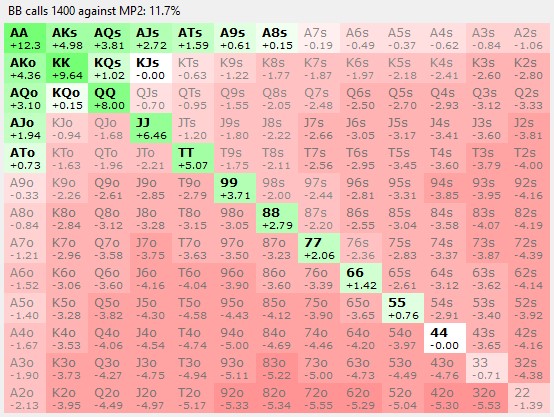 BB calls 1400 against MP2: 11.7%
AA AKs AQs AJs ATs A9s A8s A7s A6s A5s A4s A3s A2s
+12.3 +4.98 +3.81 +2.72 +1.59 +0.61 +0.15 -0.19 -0.49 -0.37 -0.62 -0.84 -1.06
AKo KK KQs KJs KTs K9s K8s K7s K6s K5s K4s K3s K2s
+4.36 +9.64 +1.02 -0.00 -0.63 -1.22 -1.77 -1.87 -1.97 -2.18 -2.41 -2.60 -2.80
AQo KQo QQ QJs QTs Q9s Q8s Q7s Q6s Q5s Q4s Q3s Q2s
+3.10 +0.15 +8.00 -0.70 -0.95 -1.55 -2.05 -2.48 -2.50 -2.70 -2.93 -3.12 -3.33
AJo KJo QJo JJ JTs J9s J8s J7s J6s J5s J4s J3s J2s
+1.94 -0.94 -1.68 +6.46 -1.20 -1.80 -2.22 -2.66 -3.05 -3.17 -3.41 -3.60 -3.81
ATo KTo QTo JTo TT T9s T8s T7s T6s T5s T4s T3s T2s
+0.73 -1.63 -1.96 -2.21 +5.07 -1.75 -2.11 -2.56 -2.95 -3.45 -3.60 -3.79 -4.00
A9o K9o Q9o J9o T9o 99 98s 97s 96s 95s 94s 93s 92s
-0.33 -2.26 -2.61 -2.85 -2.79 +3.71 -2.00 -2.44 -2.81 -3.31 -3.85 -3.95 -4.16
A8o K8o Q8o J8o T8o 98o 88 87s 86s 85s 84s 83s 82s
-0.84 -2.84 -3.12 -3.28 -3.15 -3.05 +2.79 -2.20 -2.55 -3.04 -3.58 -4.07 -4.19
A7o K7o Q7o J7o T7o 97o 87o 77 76s 75s 74s 73s 72s
-1.21 -2.96 -3.58 -3.75 -3.63 -3.50 -3.23 +2.06 -2.36 -2.83 -3.37 -3.87 -4.39
A6o K6o Q6o J6o T6o 96o 86o 76o 66 65s 64s 63s 62s
-1.52 -3.06 -3.60 -4.16 -4.04 -3.90 -3.60 -3.39 +1.42 -2.61 -3.12 -3.62 -4.14
A5o K5o Q5o J5o T5o 95o 85o 75o 65o 55 54s 53s 52s
-1.40 -3.28 -3.82 -4.30 -4.58 -4.43 -4.12 -3.90 -3.65 +0.76 -2.91 -3.40 -3.92
A4o K4o Q4o J4o T4o 94o 84o 74o 64o 54o 44 43s 42s
-1.67 -3.53 -4.06 -4.54 -4.74 -5.00 -4.69 -4.46 -4.20 -3.97 -0.00 -3.65 -4.16
A3o K3o Q3o J3o T3o 93o 83o 73o 63o 53o 43o 33 32s
-1.90 -3.73 -4.27 -4.75 -4.94 -5.11 -5.22 -5.00 -4.73 -4.49 -4.76 -0.71 -4.38
A2o K2o Q2o J2o T2o 92o 82o 72o 62o 52o 42o 32o 22
-2.13 -3.95 -4.49 -4.97 -5.17 -5.33 -5.34 -5.55 -5.29 -5.04 -5.30 -5.53 -1.39